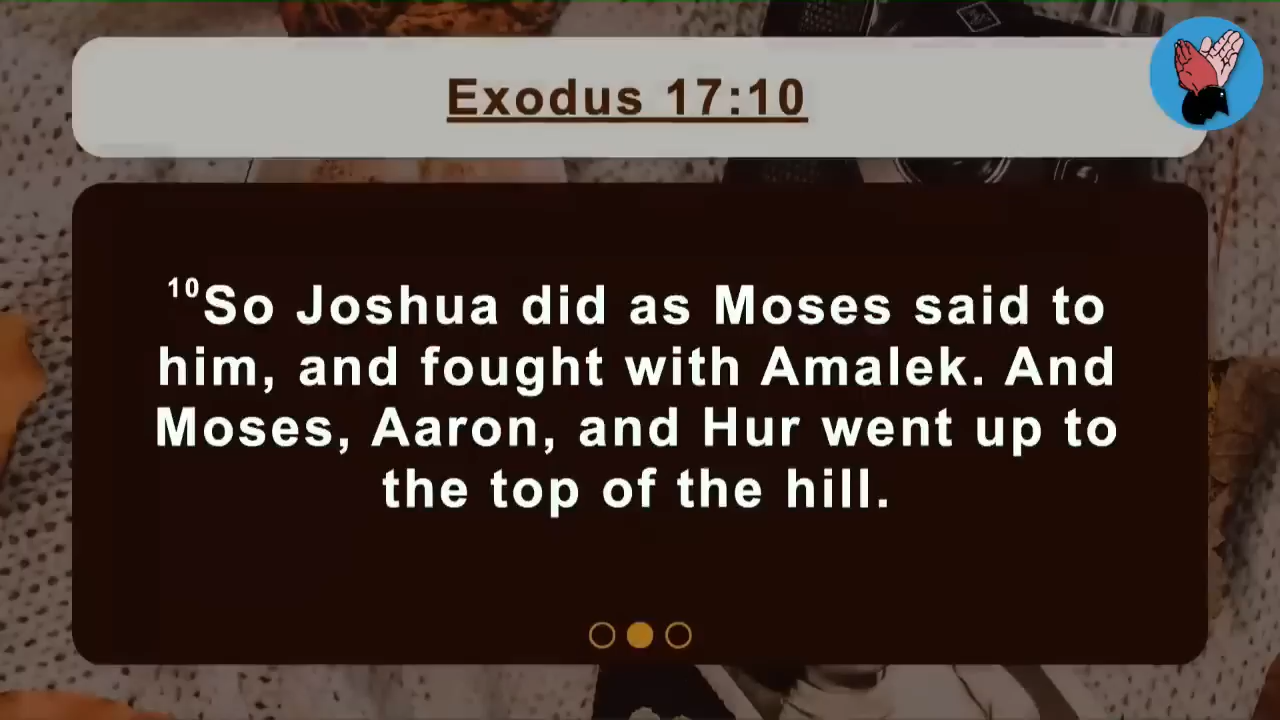 Exodus 17:10
10So Joshua did as Moses said to
him, and fought with Amalek. And
Moses, Aaron, and Hur went up to
the top of the hill.